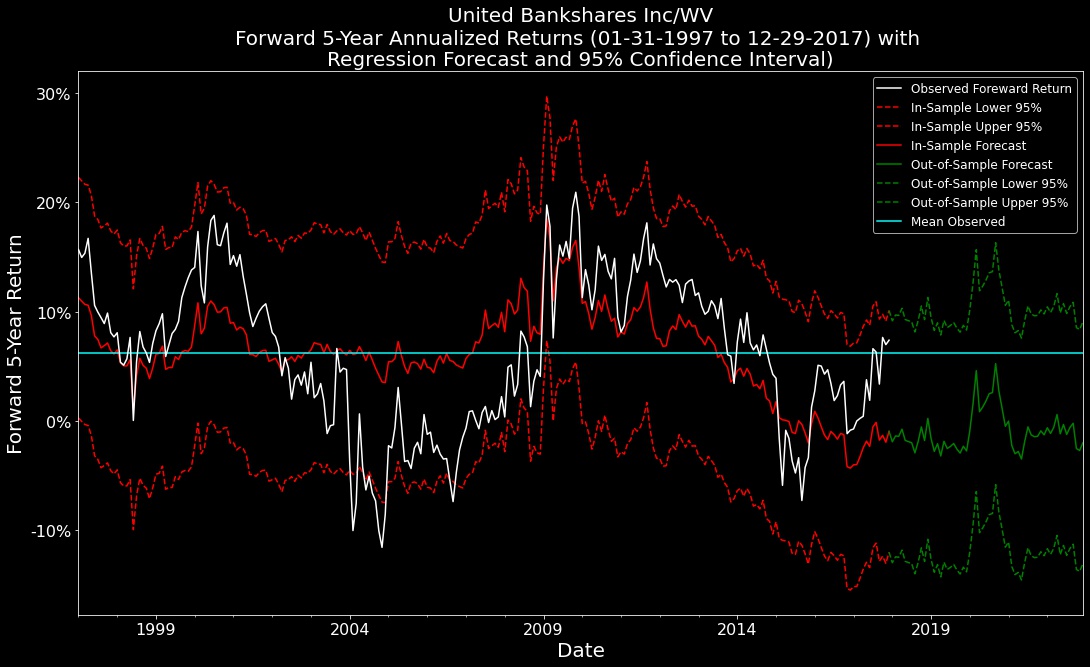 United Bankshares Inc/WV
Forward 5-Year Annualized Returns (01-31-1997 to 12-29-2017) with
Regression Forecast and 95% Confidence Interval)
Forward 5-Year Return
30%
20%
10%
0%
-10%
Observed Foreward Return
In-Sample Lower 95%
In-Sample Upper 95%
In-Sample Forecast
Out-of-Sample Forecast
Out-of-Sample Lower 95%
Out-of-Sample Upper 95%
Mean Observed
1999 2004 2009 2014 2019
Date